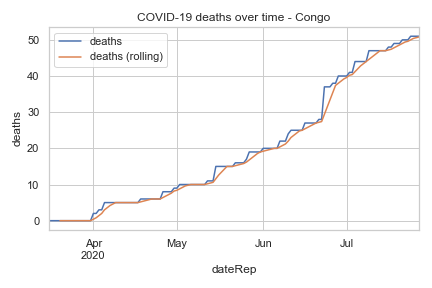 COVID-19 deaths over time - Congo
deaths
deaths (rolling)
50
40
30
20
10
0
deaths
Apr
2020
May
Jun
Jul
dateRep